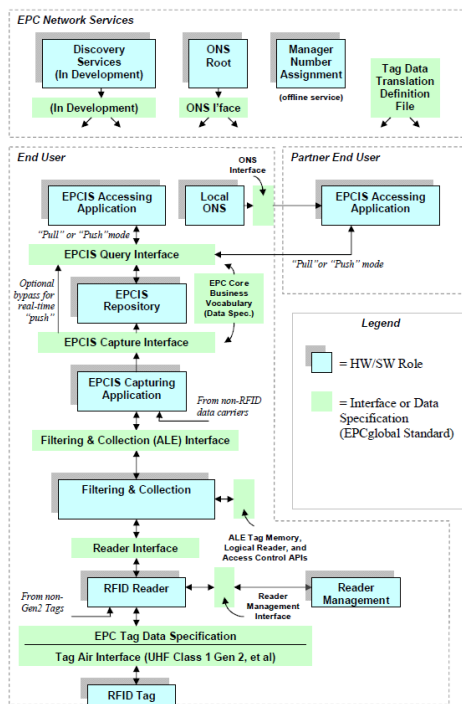 EPC Network Services
Discovery
Services
(In Development)
ONS
Root
Manager
Number
Assignment
(offline service)
Tag Data
Translation
Definition
File
(In Development)
ONS I'face
End User
ONS
Interface
Partner End User
EPCIS Accessing
Application
Local
ONS
EPCIS Accessing
Application
"Pull" or "Push"mode
EPCIS Query Interface
"Pull"or "Push" mode
Optional
bypass for
real-time
"push"
EPCIS
Repository
EPC Core
Business
Vocabulary
(Data Spec.)
EPCIS Capture Interface
EPCIS Capturing
Application
From non-RFID
data carriers
Filtering & Collection (ALE) Interface
Filtering & Collection
ALE Tag Memory,
Logical Reader, and
Access Control APIs
Reader Interface
From non-
Gen2 Tags
RFID Reader
Reader
Management
Interface
Reader
Management
EPC Tag Data Specification
Tag Air Interface (UHF Class 1 Gen 2, et al)
RFID Tag
Legend
= HW/SW Role
= Interface or Data
Specification
(EPCglobal Standard)